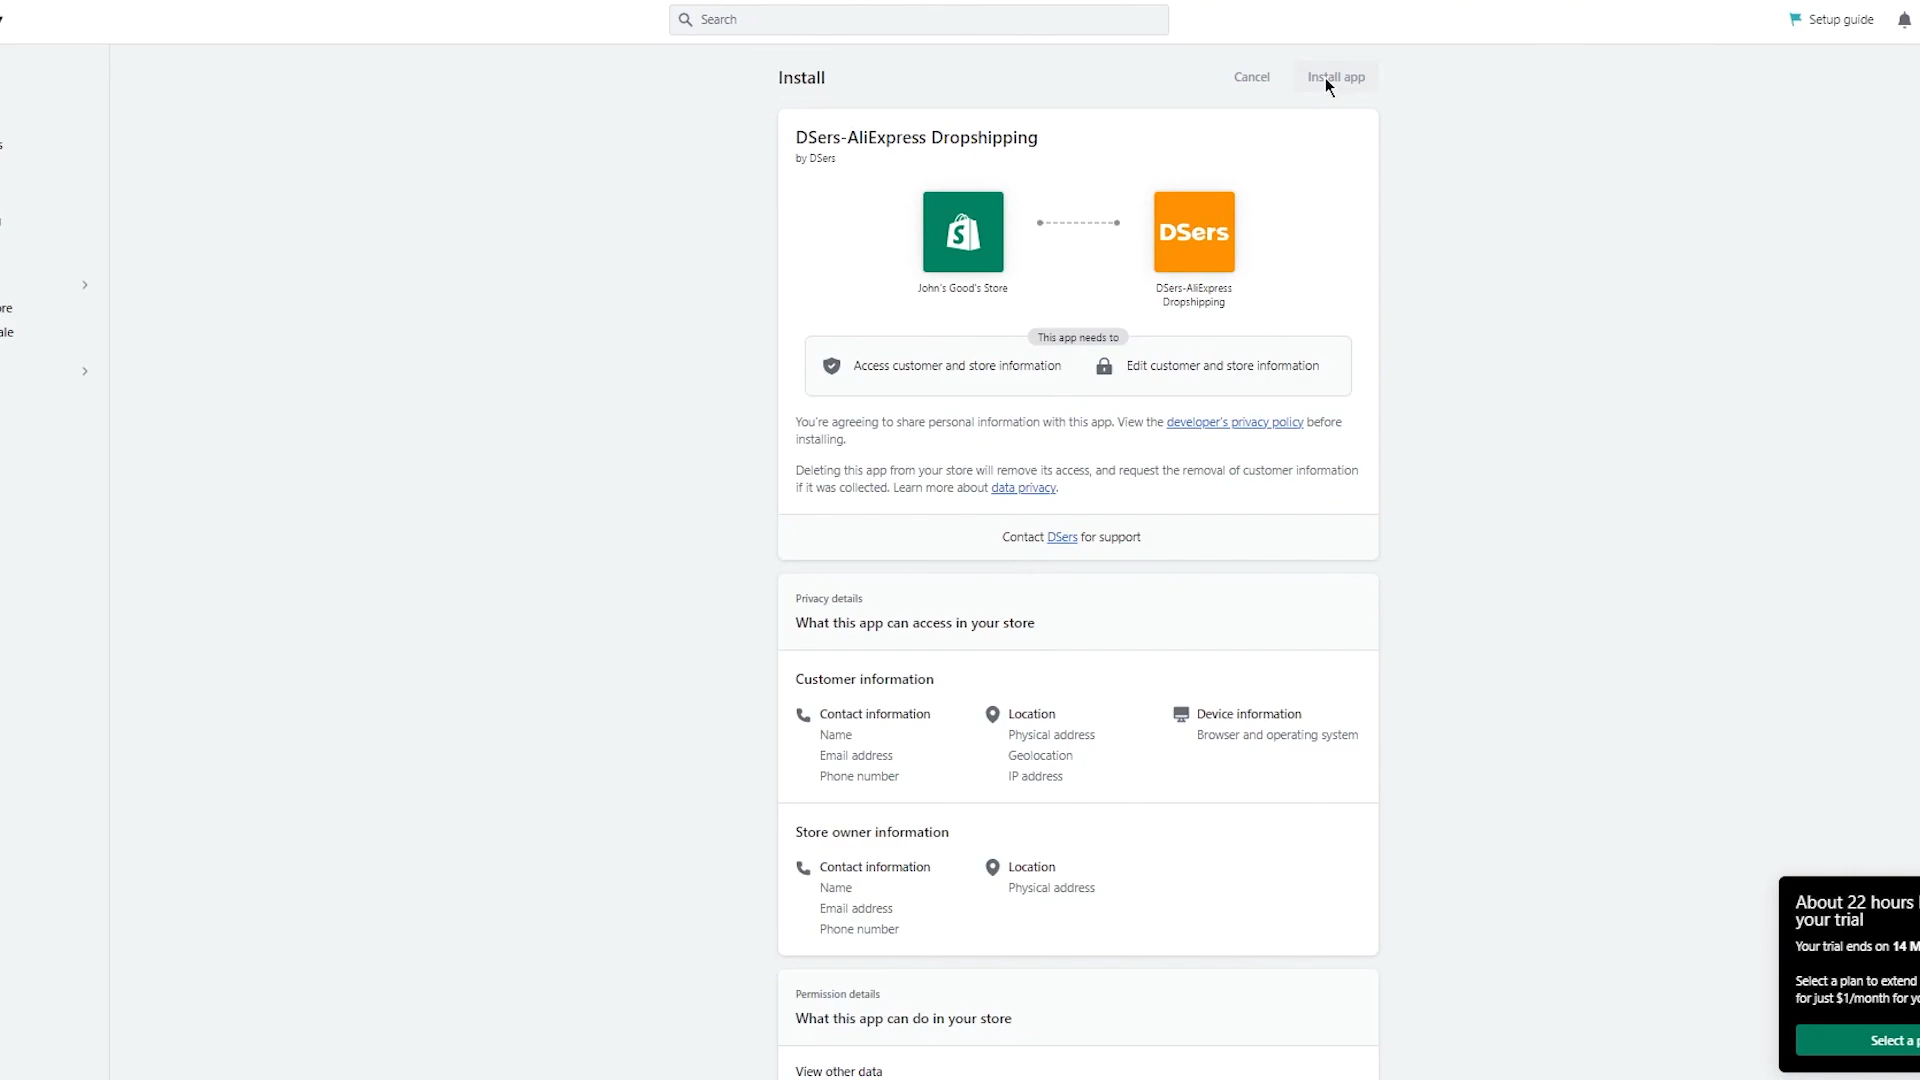 Search
Setup guide
Install
Cancel
Install app
DSers-AliExpress Dropshipping
by DSers
S
DSers
John's Good's Store
DSers-AliExpress
Dropshipping
This app needs to
Access customer and store information
Edit customer and store information
You're agreeing to share personal information with this app. View the developer's privacy policy before
installing.
Deleting this app from your store will remove its access, and request the removal of customer information
if it was collected. Learn more about data privacy.
Contact DSers for support
Privacy details
What this app can access in your store
Customer information
Contact information
Name
Email address
Phone number
Location
Physical address
Geolocation
IP address
Device information
Browser and operating system
Store owner information
Contact information
Name
Email address
Phone number
Location
Physical address
Permission details
What this app can do in your store
View other data
About 22 hours
your trial
Your trial ends on 14 M
Select a plan to extend
for just $1/month for yo
Select a p